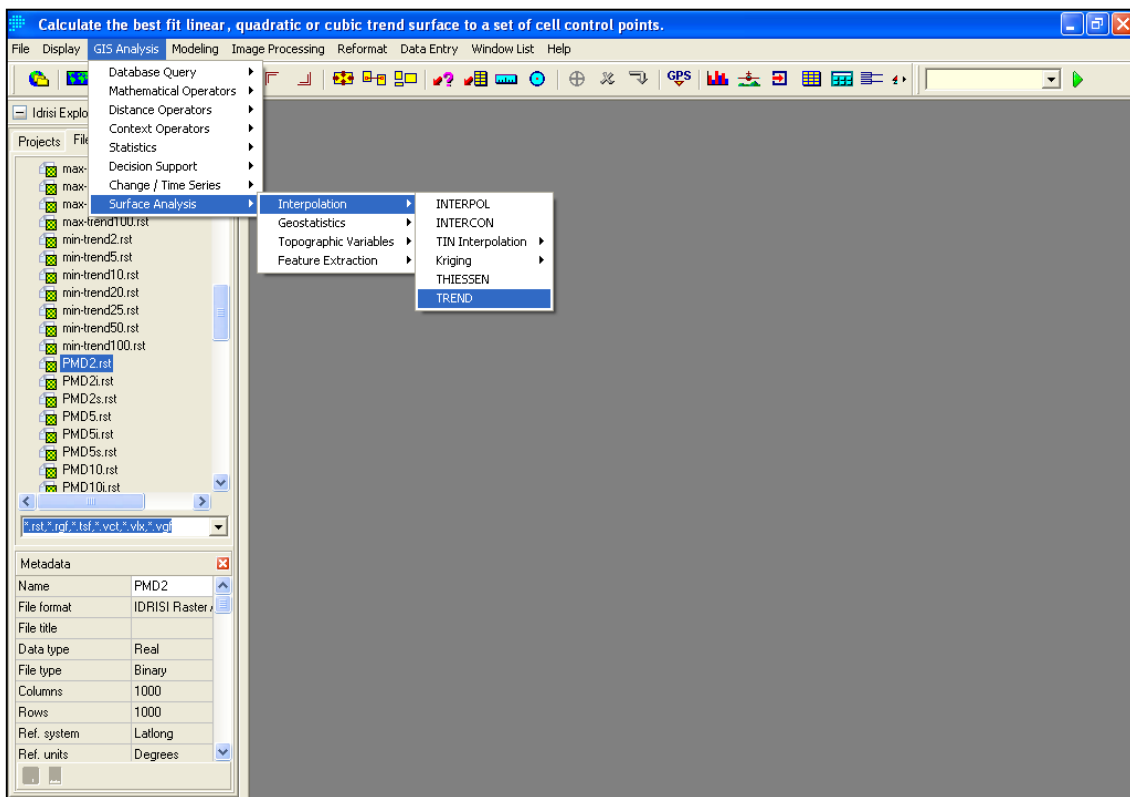 Calculate the best fit linear, quadratic or cubic trend surface to a set of cell control points.
File Display GIS Analysis Modeling Image Processing Reformat Data Entry Window List Help
GPS
Database Query
Mathematical Operators
Distance Operators
Context Operators
Statistics
Decision Support
Change / Time Series
Surface Analysis
Interpolation
Geostatistics
Topographic Variables
Feature Extraction
INTERPOL
INTERCON
TIN Interpolation
Kriging
THIESSEN
TREND
Idrisi Explo
Projects File
max-
max-
max-
max-trend100.rst
min-trend2.rst
min-trend5.rst
min-trend10.rst
min-trend20.rst
min-trend25.rst
min-trend50.rst
min-trend100.rst
PMD2.rst
PMD2i.rst
PMD2s.rst
PMD5.rst
PMD5i.rst
PMD5s.rst
PMD10.rst
PMD10i.rst
*.rst,*.rgf,*.tsf,*.vct,*.vlx,*.vgf
Metadata
Name PMD2
File format IDRISI Raster
File title
Data type Real
File type Binary
Columns 1000
Rows 1000
Ref. system Latlong
Ref. units Degrees